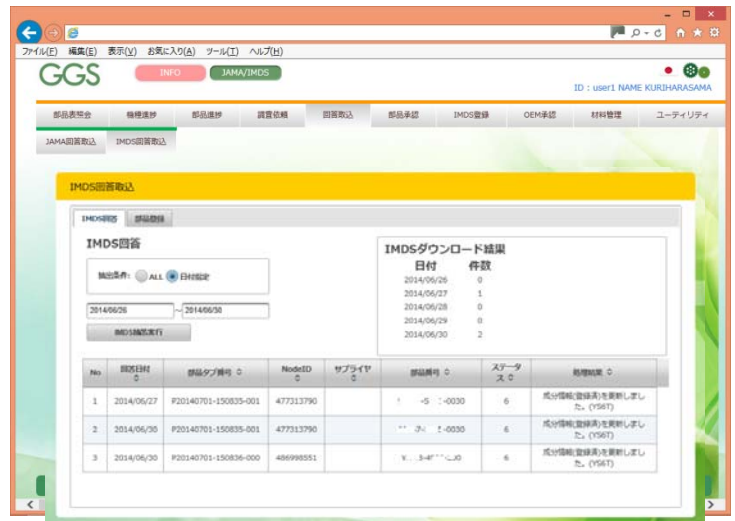 ファイル(F) 編集(E) 表示(V) お気に入り(A) ツール(T) ヘルプ(H)
GGS INFO JAMA/IMDS
ID : user1 NAME KURIHARASAMA
部品表照会 機種進捗 部品進捗 調査依頼 回答取込 部品承認 IMDS登録 OEM承認 材料管理 ユーティリティ
JAMA回答取込 IMDS回答取込
IMDS回答取込
IMDS回答 部品登録
IMDS回答
抽出条件: ALL 日付指定
2014/06/26 ~ 2014/06/30
IMDS抽答実行
IMDSダウンロード結果
日付 件数
2014/06/26 0
2014/06/27 1
2014/06/28 0
2014/06/29 0
2014/06/30 2
No 回答日付 部品タブ番号 NodeID サプライヤ 部品番号 ステータス 処理結果
1 2014/06/27 P20140701-150835-001 477313790 -0030 6 成分情報(登録済)を更新しました。(YS6T)
2 2014/06/30 P20140701-150835-001 477313790 -0030 6 成分情報(登録済)を更新しました。(YS6T)
3 2014/06/30 P20140701-150836-000 486998551 6 成分情報(登録済)を更新しました。(YS6T)